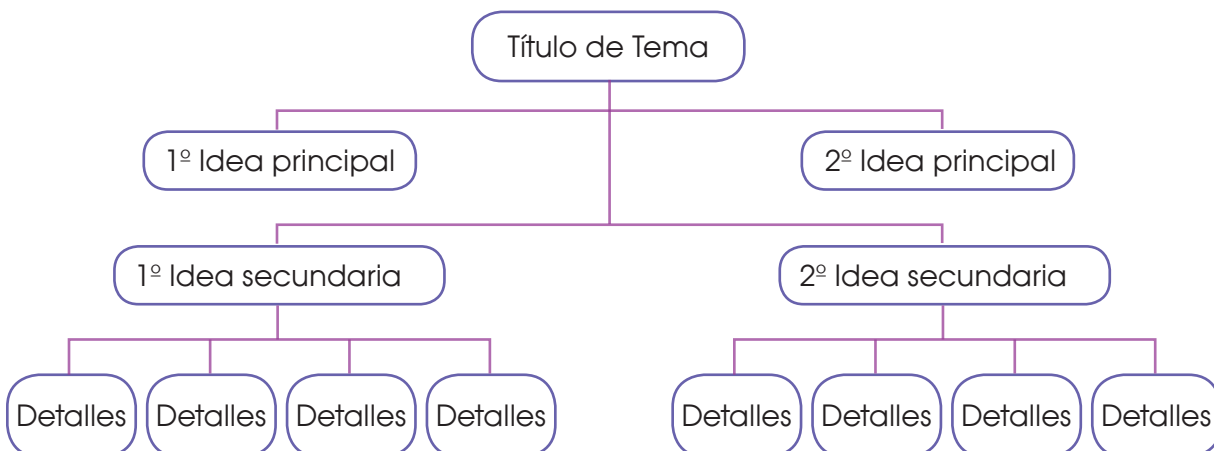 Título de Tema
1º Idea principal
2º Idea principal
1º Idea secundaria
2º Idea secundaria
Detalles
Detalles
Detalles
Detalles
Detalles
Detalles
Detalles
Detalles